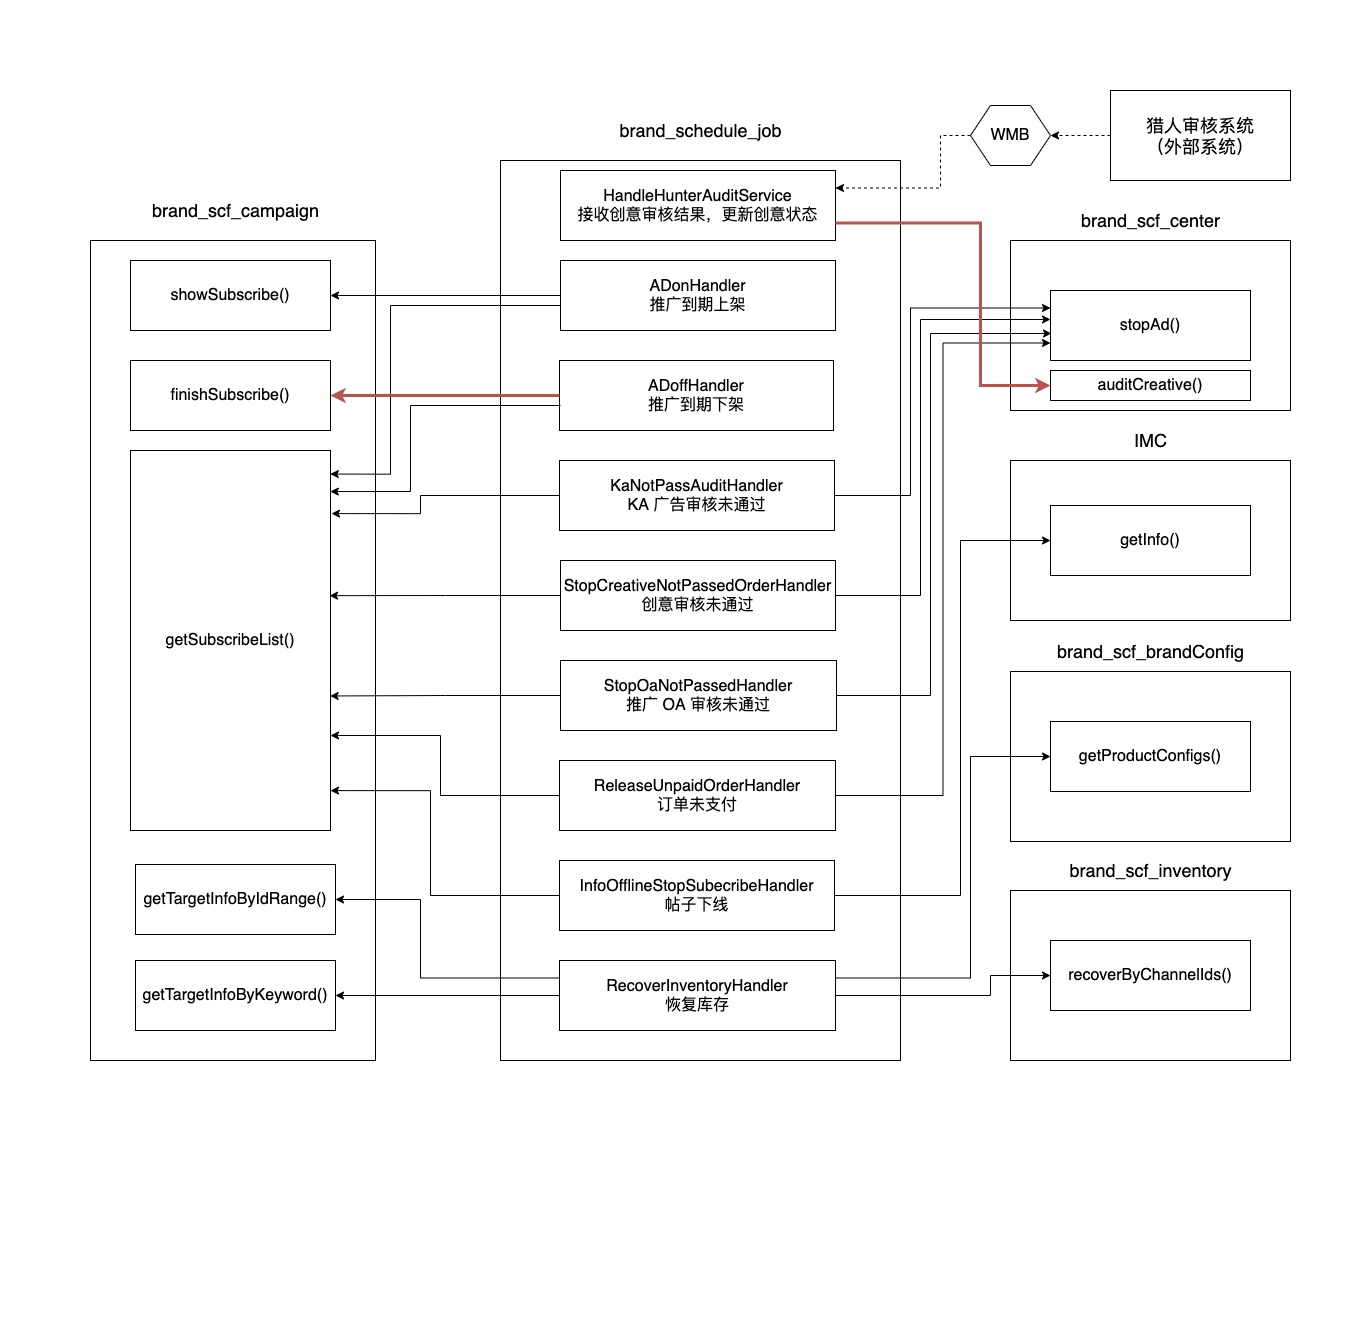 brand_schedule_job
WMB
猎人审核系统
（外部系统）
brand_scf_campaign
HandleHunterAuditService
接收创意审核结果，更新创意状态
brand_scf_center
showSubscribe()
ADonHandler
推广到期上架
stopAd()
finishSubscribe()
ADoffHandler
推广到期下架
auditCreative()
IMC
KaNotPassAuditHandler
KA 广告审核未通过
getInfo()
StopCreativeNotPassedOrderHandler
创意审核未通过
getSubscribeList()
brand_scf_brandConfig
StopOaNotPassedHandler
推广 OA 审核未通过
getProductConfigs()
ReleaseUnpaidOrderHandler
订单未支付
brand_scf_inventory
getTargetInfoByIdRange()
InfoOfflineStopSubecribeHandler
帖子下线
getTargetInfoByKeyword()
RecoverInventoryHandler
恢复库存
recoverByChannelIds()